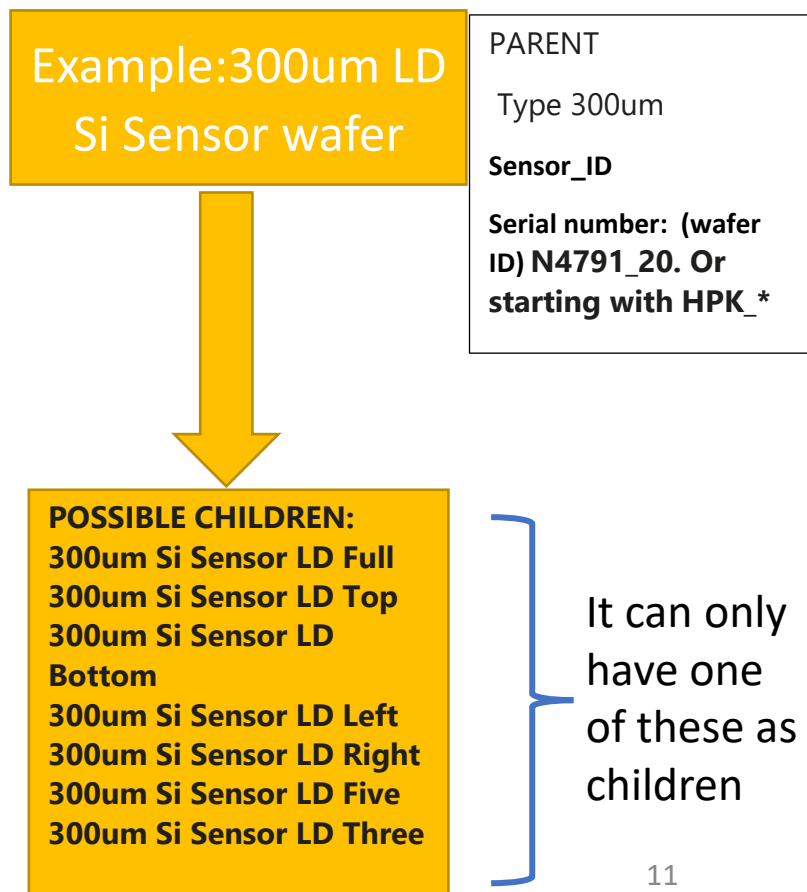 Example:300um LD
Si Sensor wafer
PARENT
Type 300um
Sensor_ID
Serial number: (wafer
ID) N4791_20. Or
starting with HPK_*
POSSIBLE CHILDREN:
300um Si Sensor LD Full
300um Si Sensor LD Top
300um Si Sensor LD
Bottom
300um Si Sensor LD Left
300um Si Sensor LD Right
300um Si Sensor LD Five
300um Si Sensor LD Three
It can only
have one
of these as
children
11